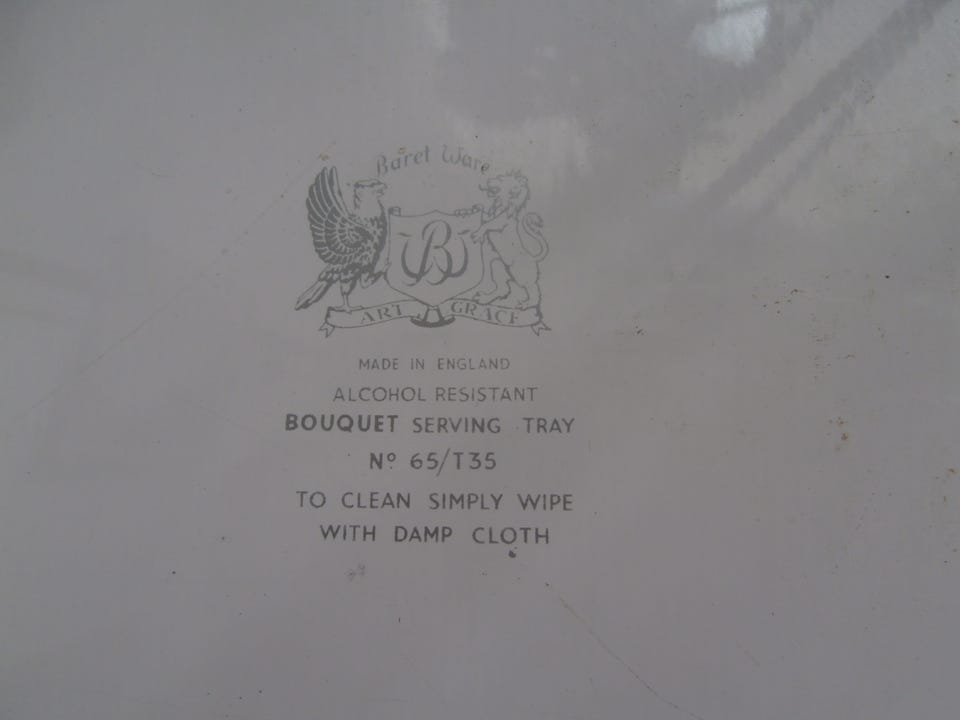 Baret Ware
BW
ART GRACE
MADE IN ENGLAND
ALCOHOL RESISTANT
BOUQUET SERVING TRAY
Nº 65/T35
TO CLEAN SIMPLY WIPE
WITH DAMP CLOTH